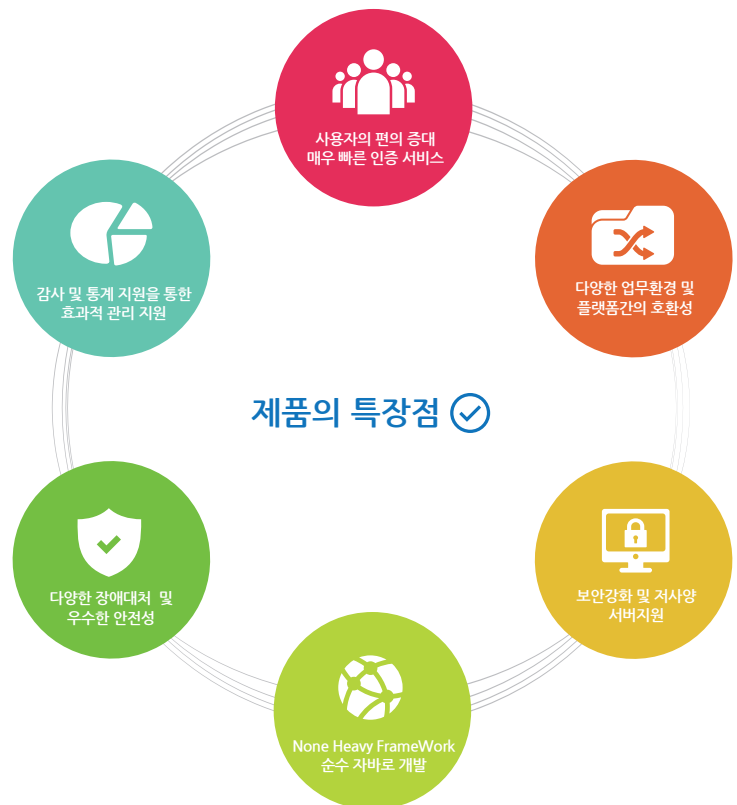 사용자의 편의 증대
매우 빠른 인증 서비스
다양한 업무환경 및
플랫폼간의 호환성
보안강화 및 저사양
서버지원
None Heavy FrameWork
순수 자바로 개발
다양한 장애대처 및
우수한 안전성
감사 및 통계 지원을 통한
효과적 관리 지원
제품의 특장점